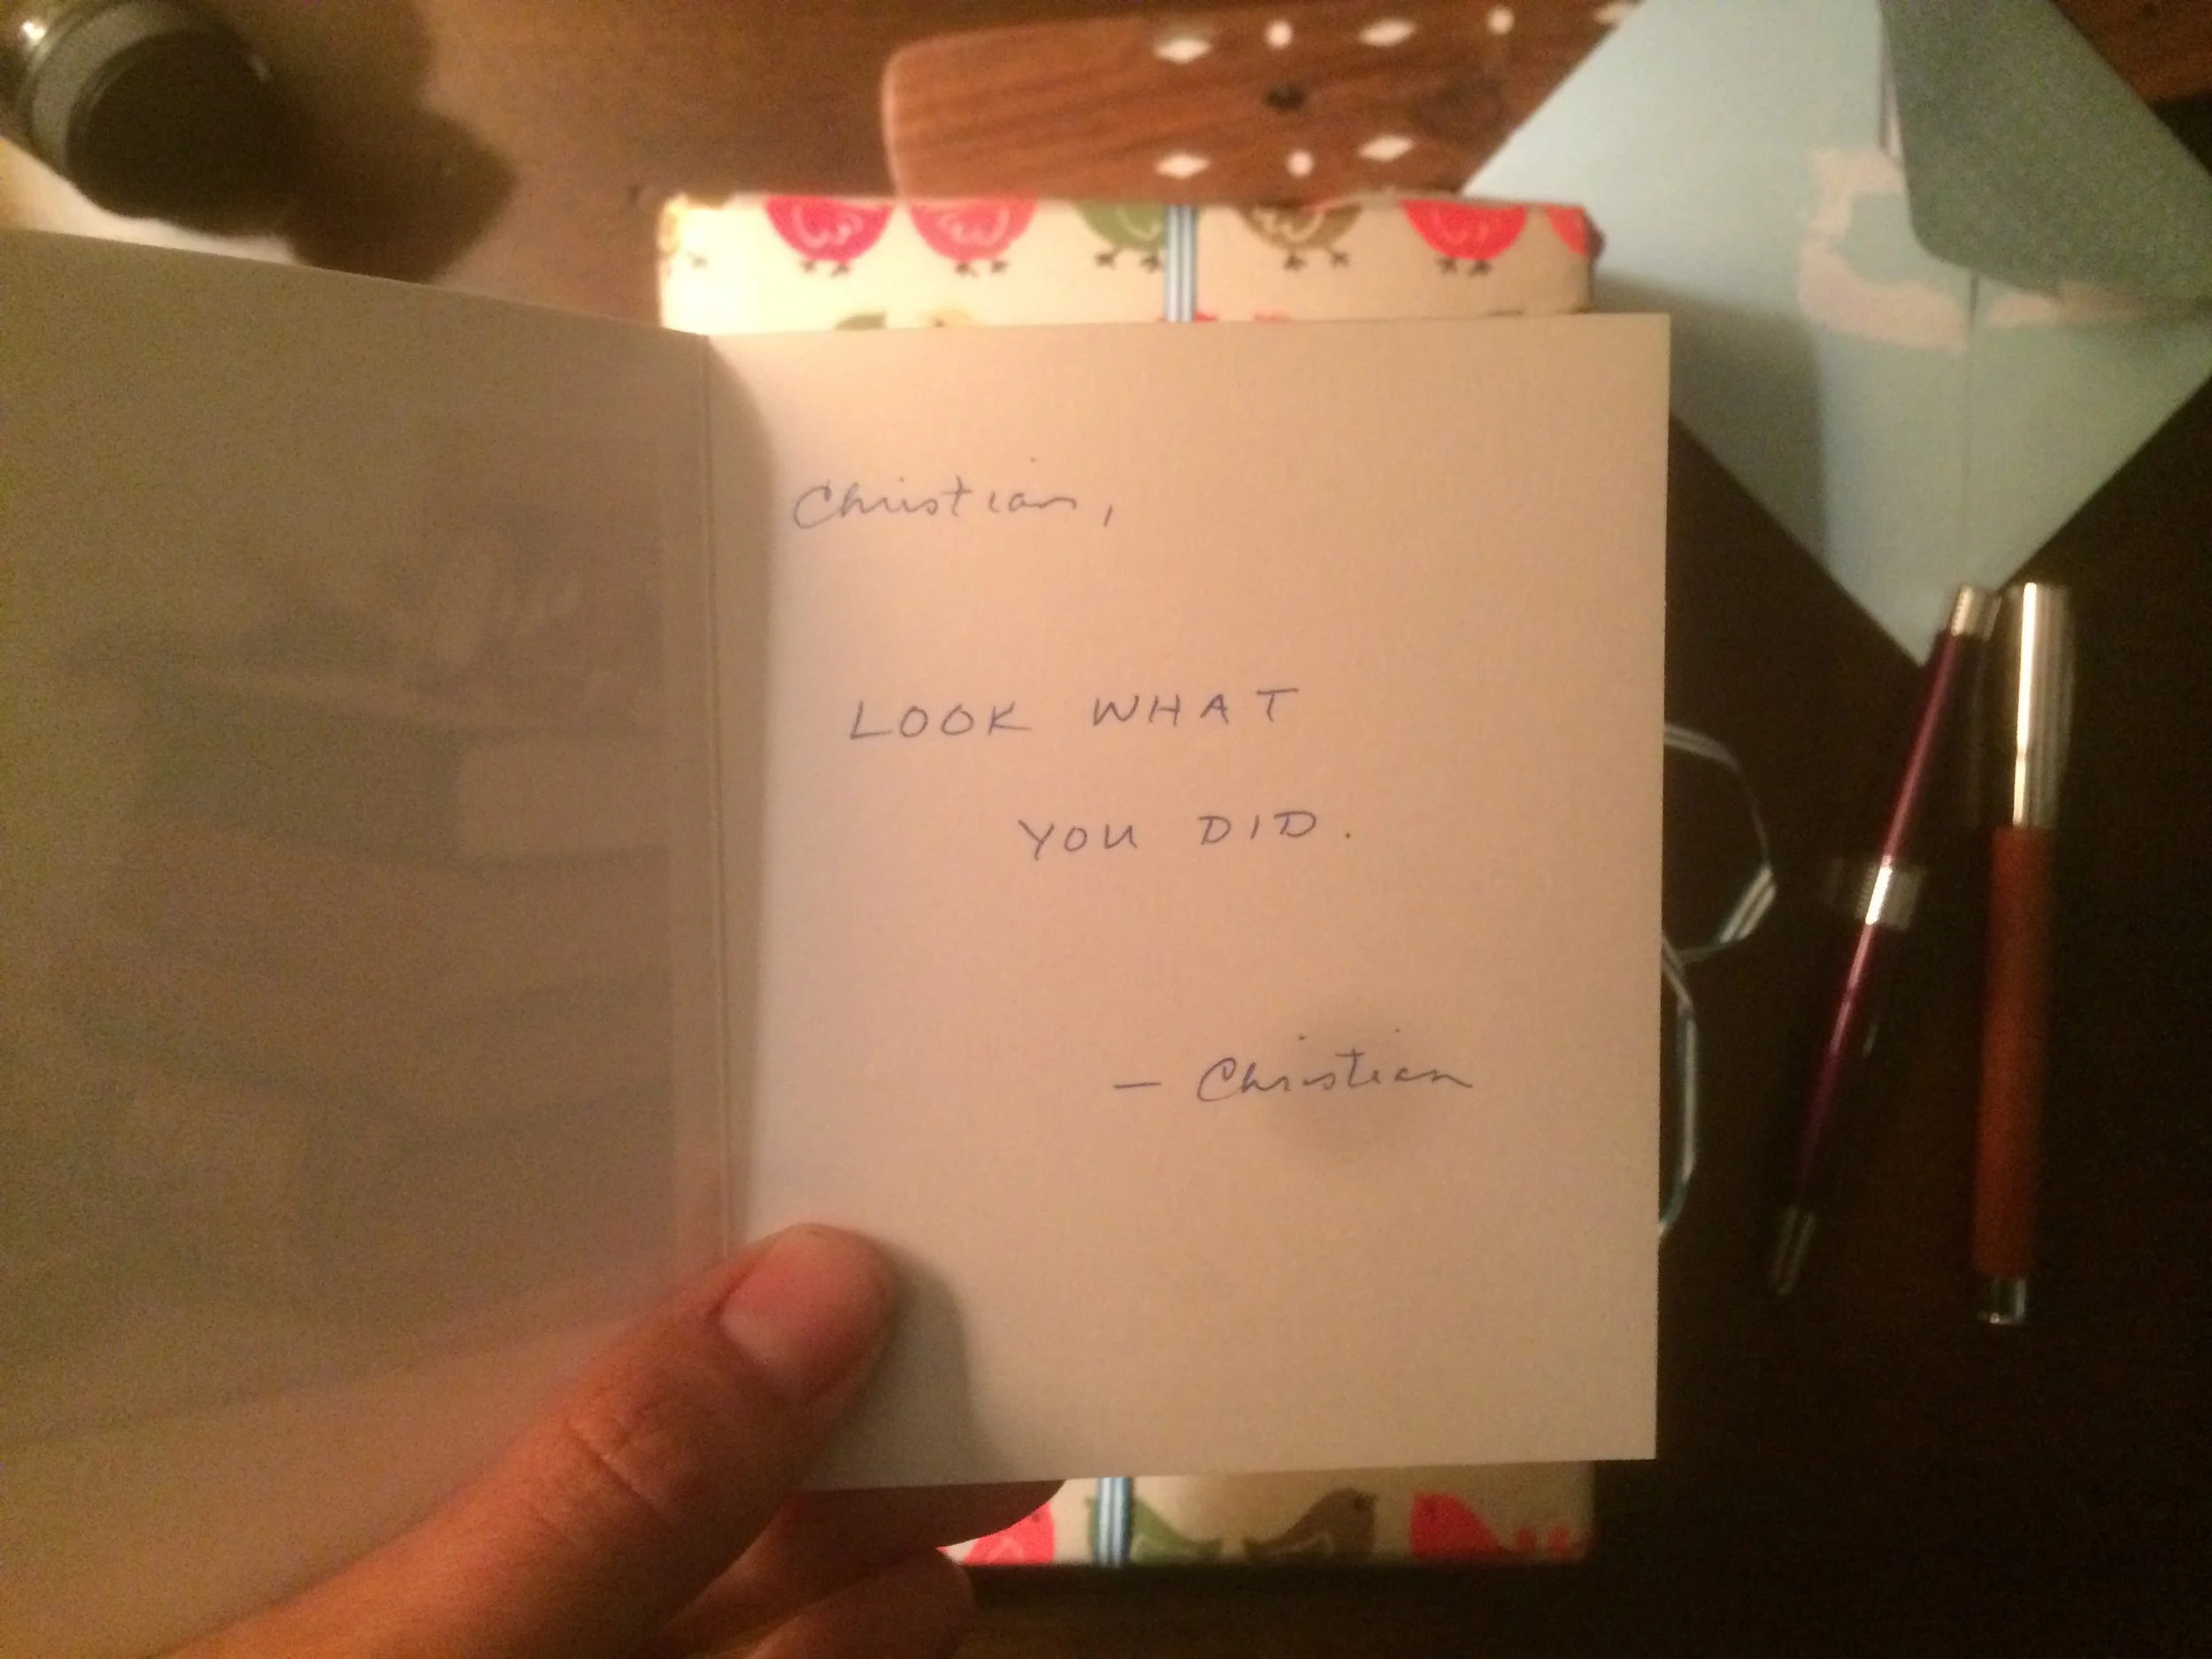 Christian,
LOOK WHAT
YOU DID.
— Christian